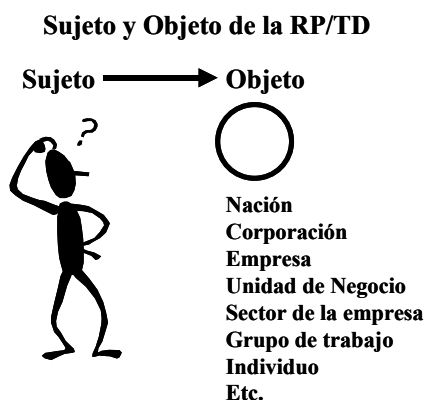 Sujeto y Objeto de la RP/TD
Sujeto Objeto
?
Nación
Corporación
Empresa
Unidad de Negocio
Sector de la empresa
Grupo de trabajo
Individuo
Etc.